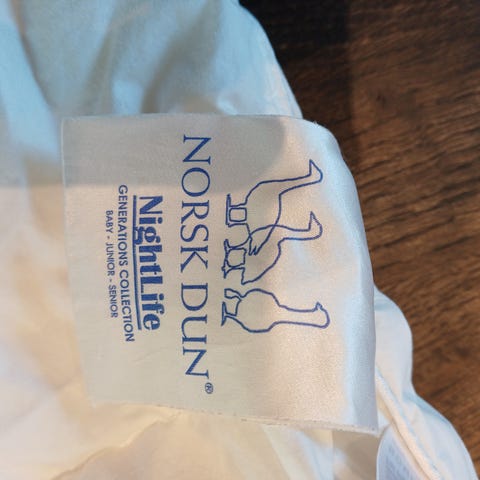 NORSK DUN®
NightLife
GENERATIONS COLLECTION
BABY - JUNIOR - SENIOR